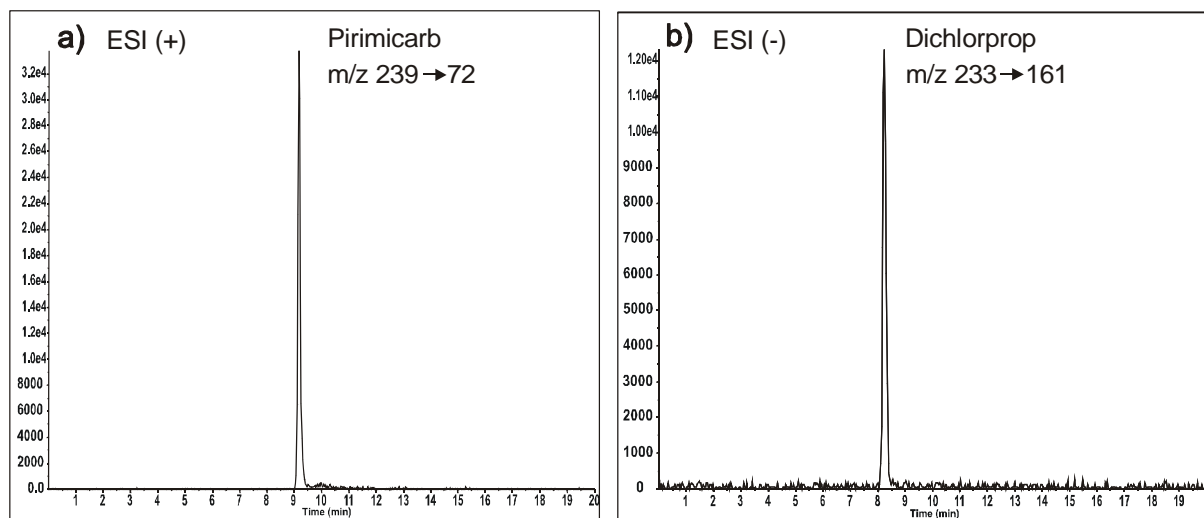 a) ESI (+) Pirimicarb
m/z 239→72
3.2e4
3.0e4
2.8e4
2.6e4
2.4e4
2.2e4
2.0e4
1.8e4
1.6e4
1.4e4
1.2e4
1.0e4
8000
6000
4000
2000
0.0
1 2 3 4 5 6 7 8 9 10 11 12 13 14 15 16 17 18 19 20
Time (min)
b) ESI (-) Dichlorprop
m/z 233→161
1.20e4
1.00e4
9000
8000
7000
6000
5000
4000
3000
2000
1000
0
1 2 3 4 5 6 7 8 9 10 11 12 13 14 15 16 17 18 19
Time (min)